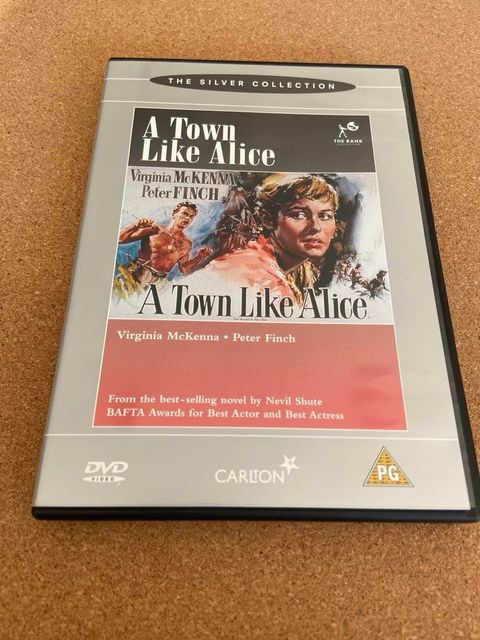 THE SILVER COLLECTION
A Town
Like Alice
THE RANK
COLLECTION
Virginia McKENNA
Peter FINCH
A Town Like Alice
Virginia McKenna • Peter Finch
From the best-selling novel by Nevil Shute
BAFTA Awards for Best Actor and Best Actress
DVD
VIDEO
CARLTON
PG